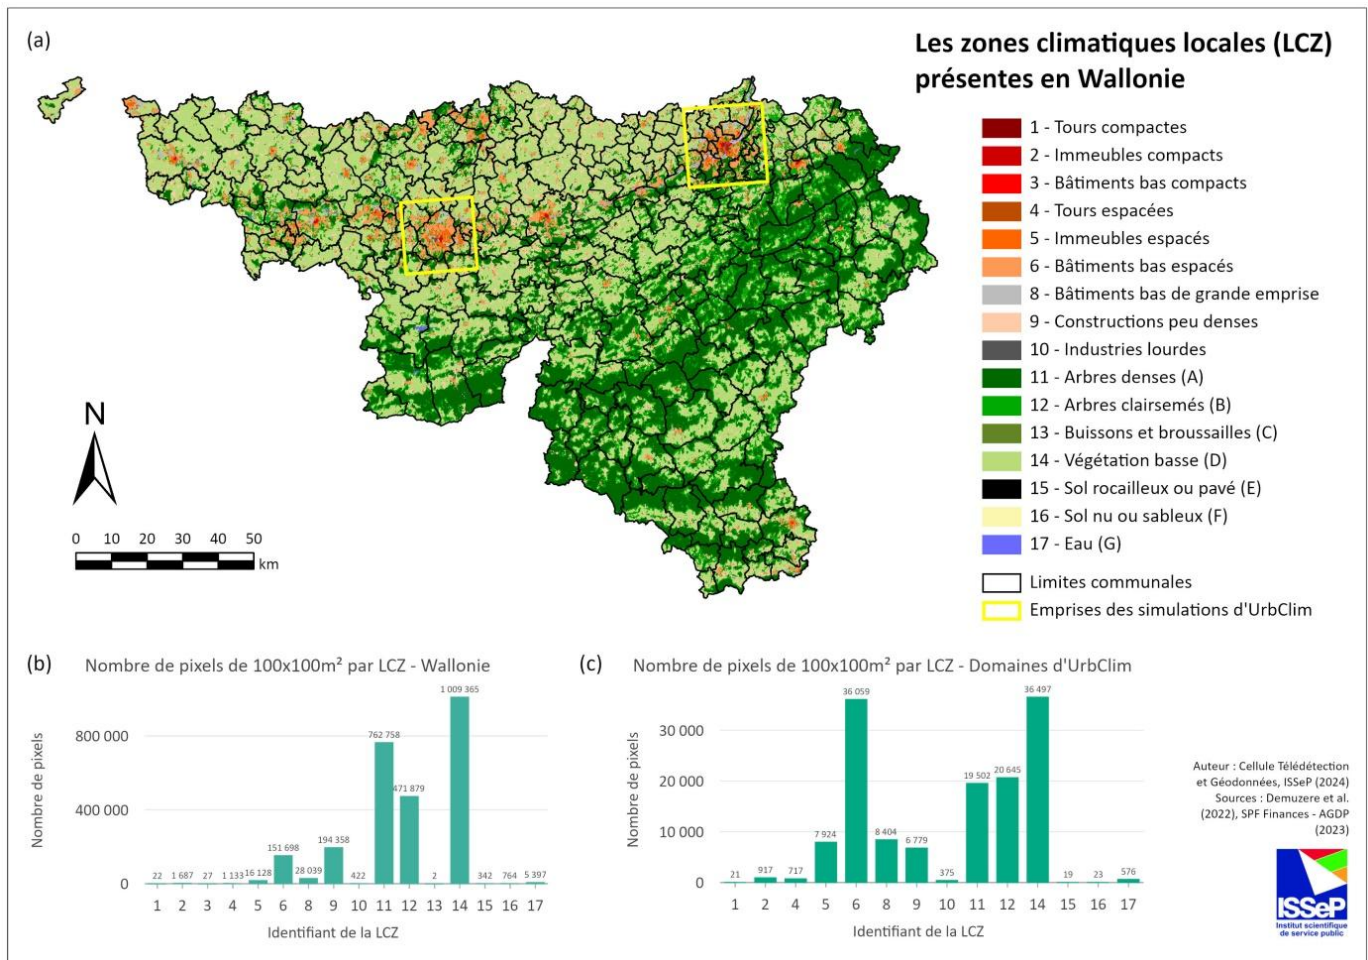 (a)
Les zones climatiques locales (LCZ)
présentes en Wallonie
1 - Tours compactes
2 - Immeubles compacts
3 - Bâtiments bas compacts
4 - Tours espacées
5 - Immeubles espacés
6 - Bâtiments bas espacés
8 - Bâtiments bas de grande emprise
9 - Constructions peu denses
10 - Industries lourdes
11 - Arbres denses (A)
12 - Arbres clairsemés (B)
13 - Buissons et broussailles (C)
14 - Végétation basse (D)
15 - Sol rocailleux ou pavé (E)
16 - Sol nu ou sableux (F)
17 - Eau (G)
Limites communales
Emprises des simulations d'UrbClim
N
0 10 20 30 40 50
km
(b)
Nombre de pixels de 100x100m² par LCZ - Wallonie
Nombre de pixels
800 000
400 000
0
22 1 687 27 1 133 16 128 151 698 28 039 194 358 422 762 758 471 879 2 1 009 365 342 764 5 397
1 2 3 4 5 6 8 9 10 11 12 13 14 15 16 17
Identifiant de la LCZ
(c)
Nombre de pixels de 100x100m² par LCZ - Domaines d'UrbClim
Nombre de pixels
30 000
20 000
10 000
0
21 917 717 7 924 36 059 8 404 6 779 375 19 502 20 645 36 497 19 23 576
1 2 4 5 6 8 9 10 11 12 14 15 16 17
Identifiant de la LCZ
Auteur : Cellule Télédétection
et Géodonnées, ISSeP (2024)
Sources : Demuzere et al.
(2022), SPF Finances - AGDP
(2023)
ISSeP
Institut scientifique
de service public